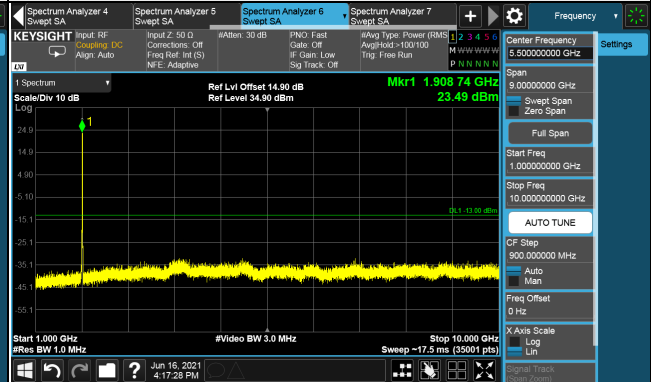 Spectrum Analyzer 4
Swept SA
Spectrum Analyzer 5
Swept SA
Spectrum Analyzer 6
Swept SA
Spectrum Analyzer 7
Swept SA
+
Frequency
KEYSIGHT
Input: RF
Coupling: DC
Align: Auto
Input Z: 50 Ω
Corrections: Off
Freq Ref: Int (S)
NFE: Adaptive
#Atten: 30 dB
PNO: Fast
Gate: Off
IF Gain: Low
Sig Track: Off
#Avg Type: Power (RMS
Avg|Hold:>100/100
Trig: Free Run
1 2 3 4 5 6
M W W W W W
P N N N N N
LXI
1 Spectrum
Scale/Div 10 dB
Log
Ref Lvl Offset 14.90 dB
Ref Level 34.90 dBm
Mkr1 1.908 74 GHz
23.49 dBm
1
24.9
14.9
4.90
-5.10
-15.1
-25.1
-35.1
-45.1
-55.1
DL1 -13.00 dBm
Start 1.000 GHz
#Res BW 1.0 MHz
#Video BW 3.0 MHz
Stop 10.000 GHz
Sweep ~17.5 ms (35001 pts)
?
Jun 16, 2021
4:17:28 PM
Center Frequency
5.500000000 GHz
Span
9.00000000 GHz
Swept Span
Zero Span
Full Span
Start Freq
1.000000000 GHz
Stop Freq
10.000000000 GHz
AUTO TUNE
CF Step
900.000000 MHz
Auto
Man
Freq Offset
0 Hz
X Axis Scale
Log
Lin
Signal Track
(Span Zoom)
Settings